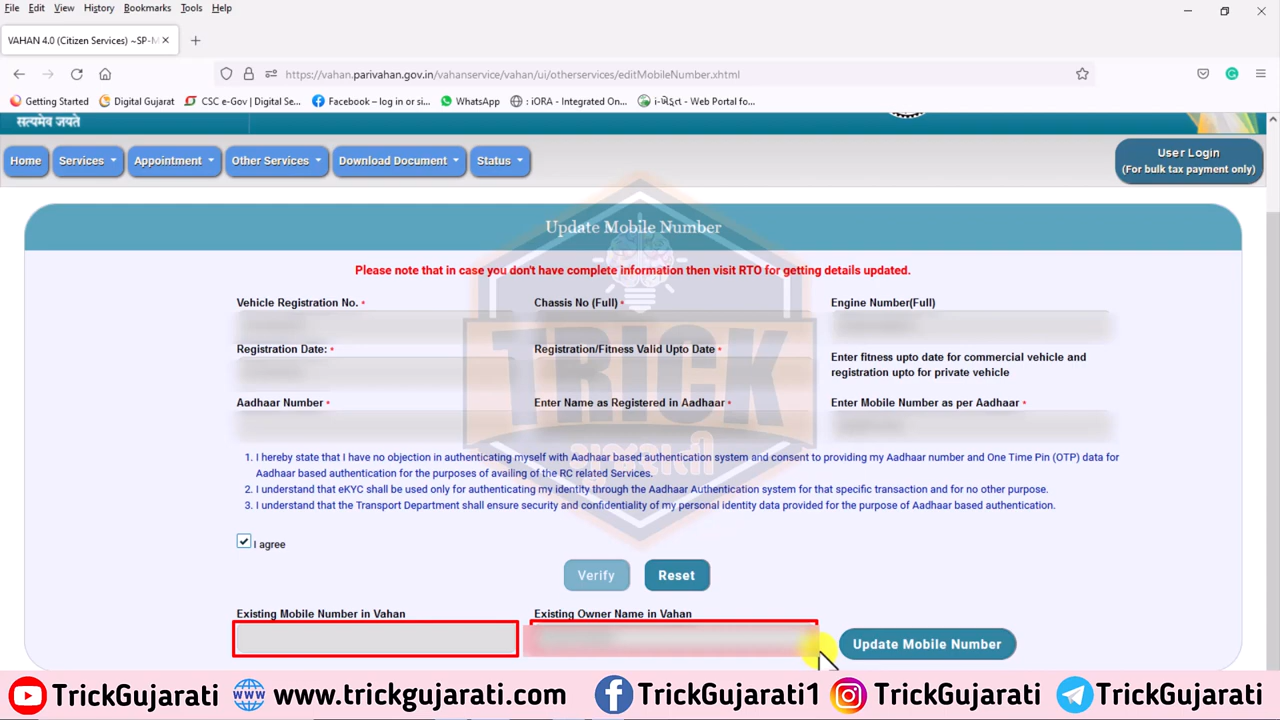 File Edit View History Bookmarks Tools Help
VAHAN 4.0 (Citizen Services) ~SP-M
https://vahan.parivahan.gov.in/vahanservice/vahan/ui/otherservices/editMobileNumber.xhtml
Getting Started Digital Gujarat CSC e-Gov | Digital Se... Facebook – log in or si... WhatsApp : iORA - Integrated On... - Web Portal fo...
सत्यमेव जयते
Home Services Appointment Other Services Download Document Status
User Login
(For bulk tax payment only)
Update Mobile Number
Please note that in case you don't have complete information then visit RTO for getting details updated.
Vehicle Registration No. * Chassis No (Full) * Engine Number(Full)
Registration Date: * Registration/Fitness Valid Upto Date * Enter fitness upto date for commercial vehicle and
registration upto for private vehicle
Aadhaar Number * Enter Name as Registered in Aadhaar * Enter Mobile Number as per Aadhaar *
TRICK
ગુજરાતી
1. I hereby state that I have no objection in authenticating myself with Aadhaar based authentication system and consent to providing my Aadhaar number and One Time Pin (OTP) data for
Aadhaar based authentication for the purposes of availing of the RC related Services.
2. I understand that eKYC shall be used only for authenticating my identity through the Aadhaar Authentication system for that specific transaction and for no other purpose.
3. I understand that the Transport Department shall ensure security and confidentiality of my personal identity data provided for the purpose of Aadhaar based authentication.
I agree
Verify Reset
Existing Mobile Number in Vahan Existing Owner Name in Vahan
Update Mobile Number
TrickGujarati www.trickgujarati.com TrickGujarati1 TrickGujarati TrickGujarati